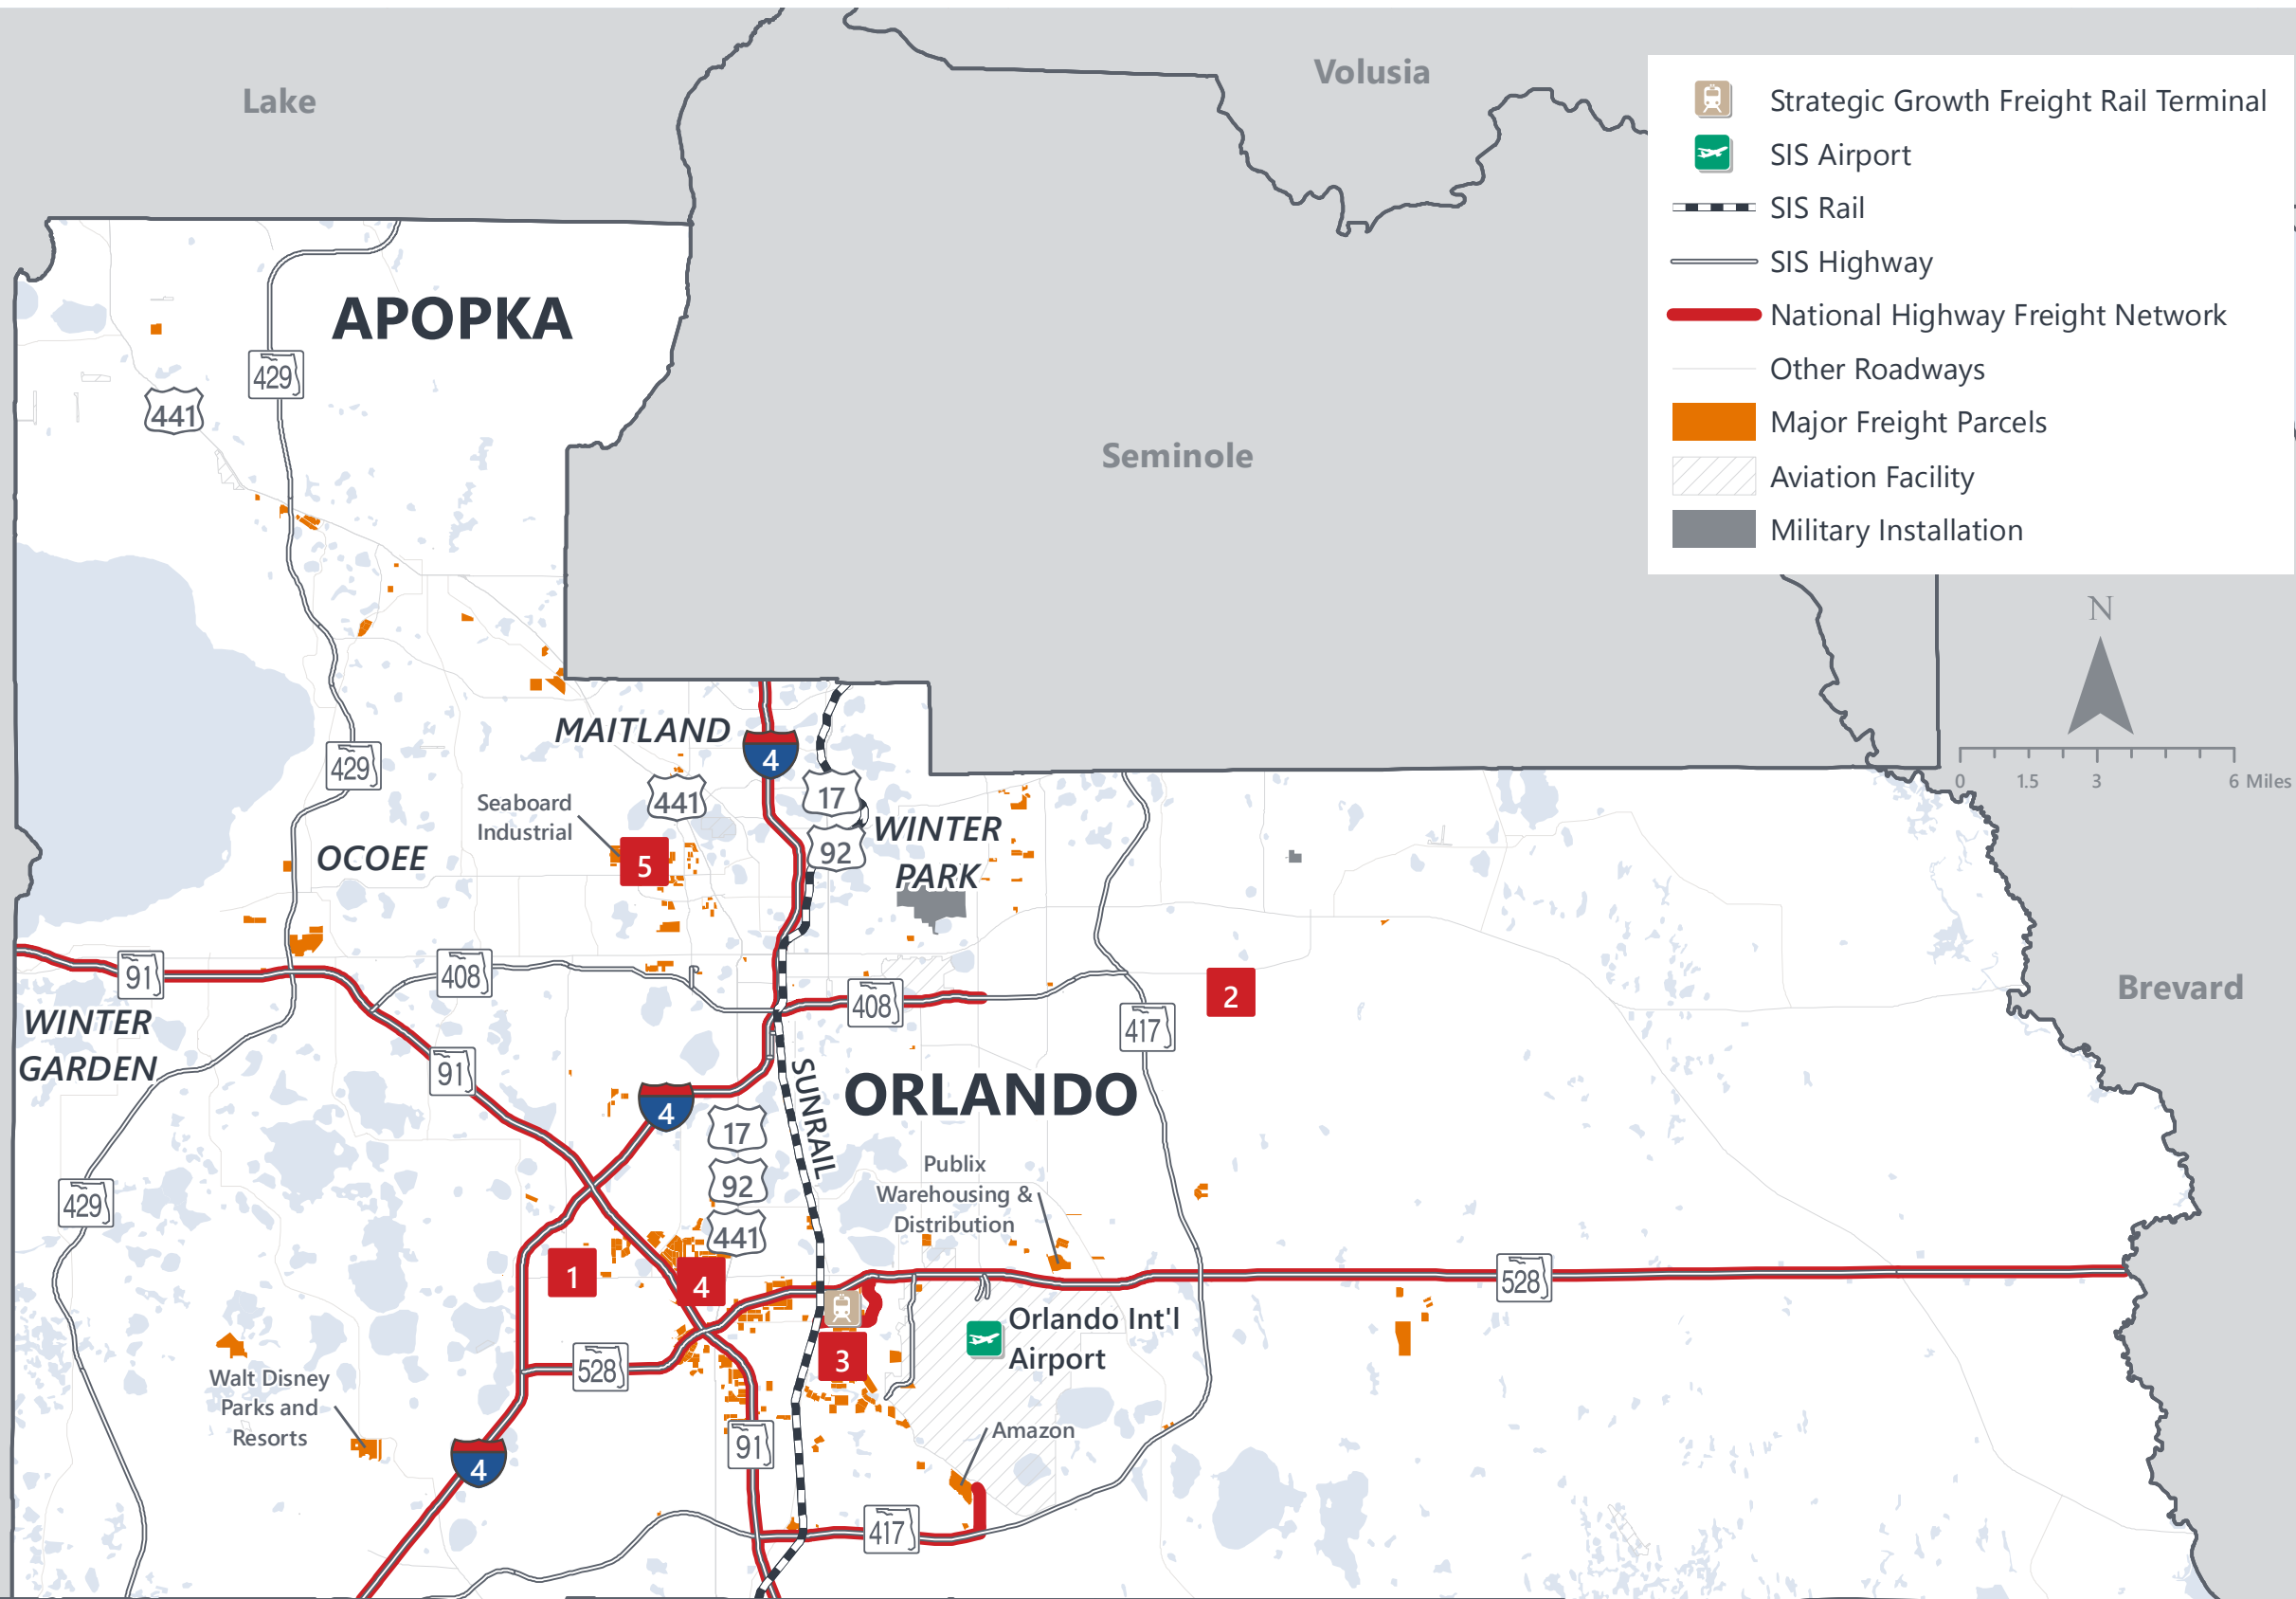 Volusia
Lake
Strategic Growth Freight Rail Terminal
SIS Airport
SIS Rail
SIS Highway
National Highway Freight Network
Other Roadways
Major Freight Parcels
Aviation Facility
Military Installation
APOPKA
429
441
Seminole
N
0 1.5 3 6 Miles
MAITLAND
4
429
441
17
Seaboard
Industrial
WINTER
PARK
92
OCOEE
5
91
408
408
2
Brevard
WINTER
GARDEN
417
91
SUNRAIL
ORLANDO
4
17
92
441
Publix
Warehousing &
Distribution
429
1
4
528
Orlando Int'l
Airport
3
528
Walt Disney
Parks and
Resorts
91
4
Amazon
417